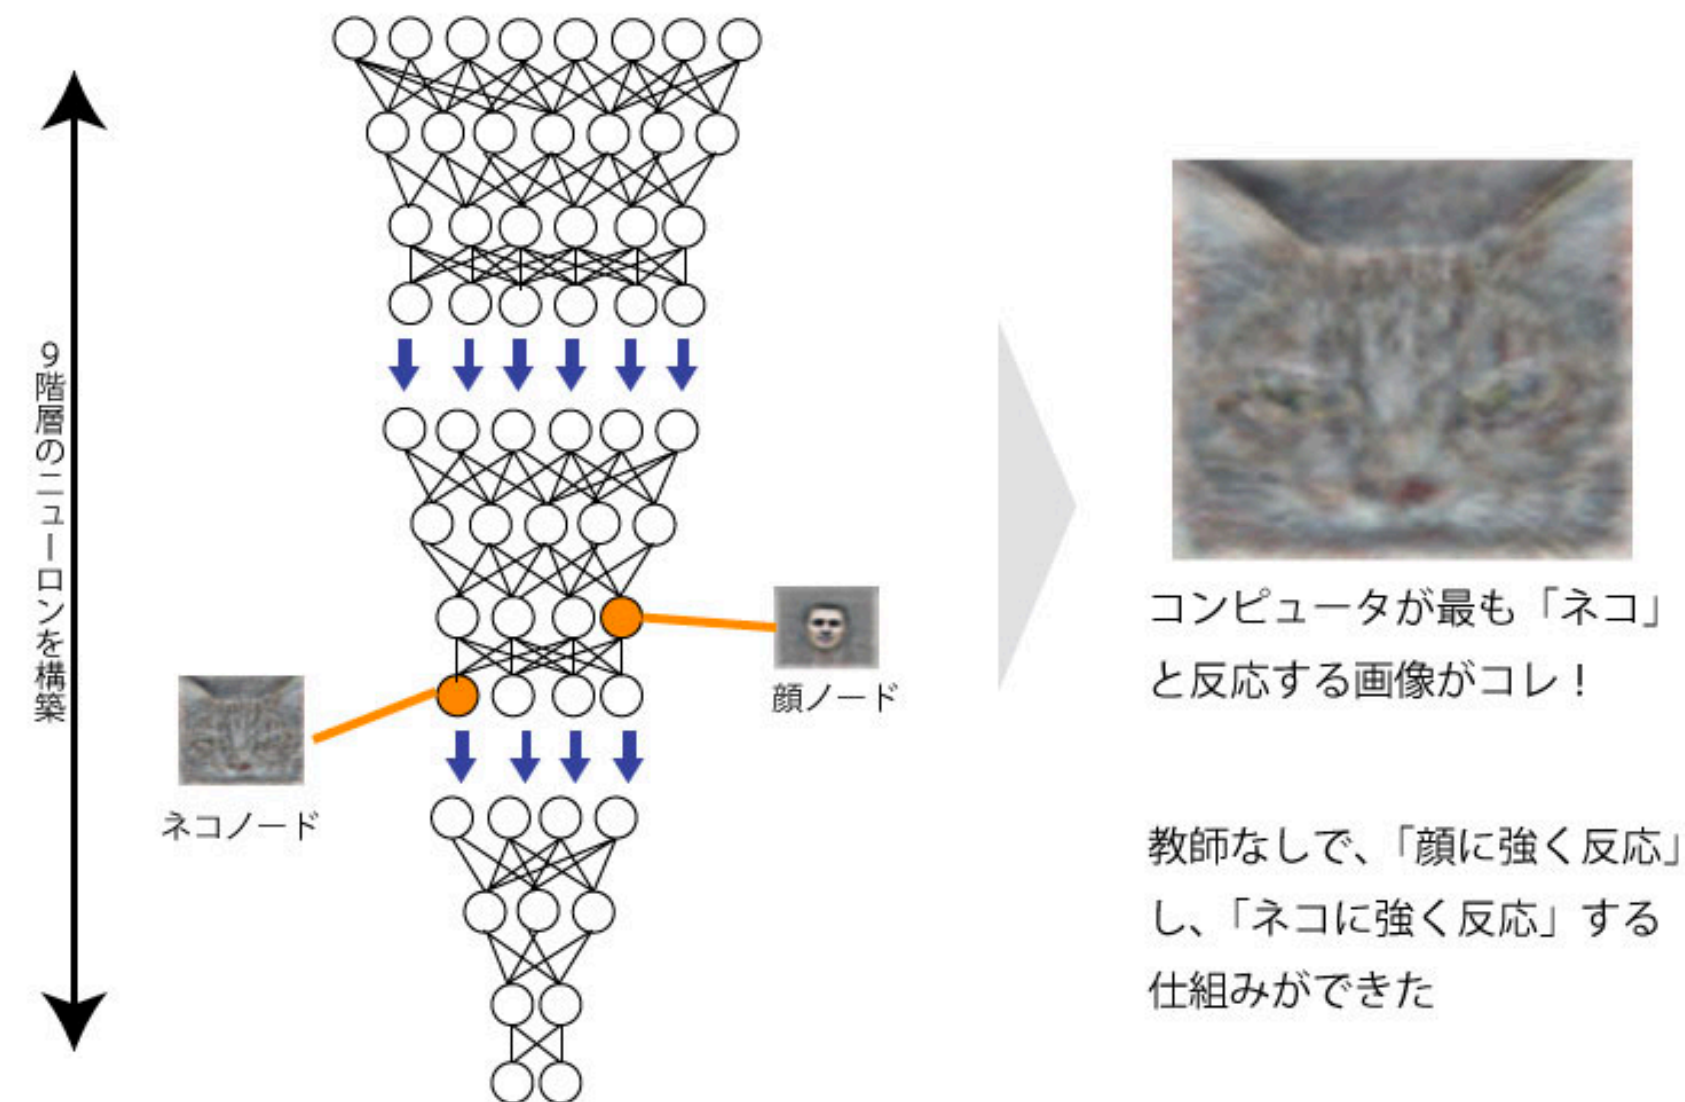 9階層のニューロンを構築
顔ノード
ネコノード
コンピュータが最も「ネコ」
と反応する画像がコレ！
教師なしで、「顔に強く反応」
し、「ネコに強く反応」する
仕組みができた